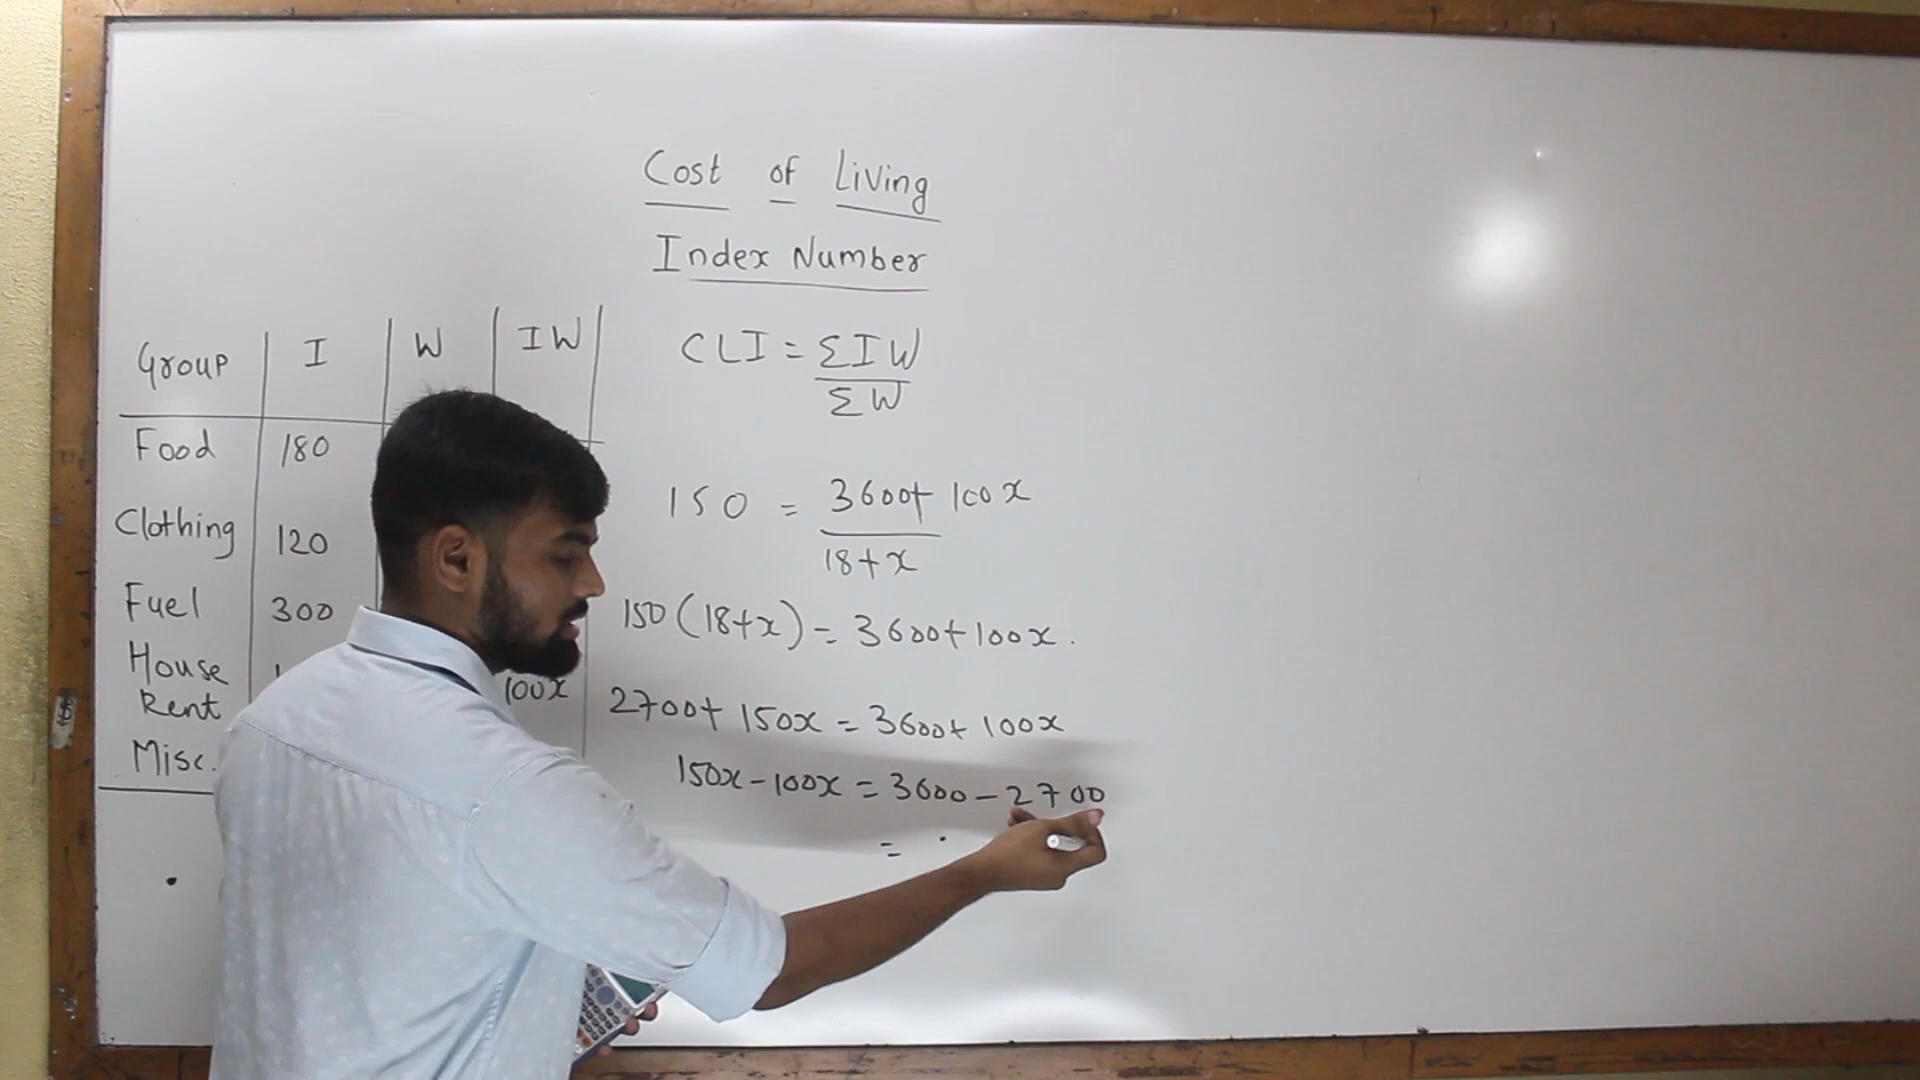 Cost of Living
Index Number
Group I W IW
Food 180
Clothing 120
Fuel 300
House
Rent 100x
Misc.
CLI = ΣIW
ΣW
150 = 3600+ 100x
18+x
150(18+x) = 3600+100x.
2700+ 150x = 3600+ 100x
150x-100x = 3600-2700
=